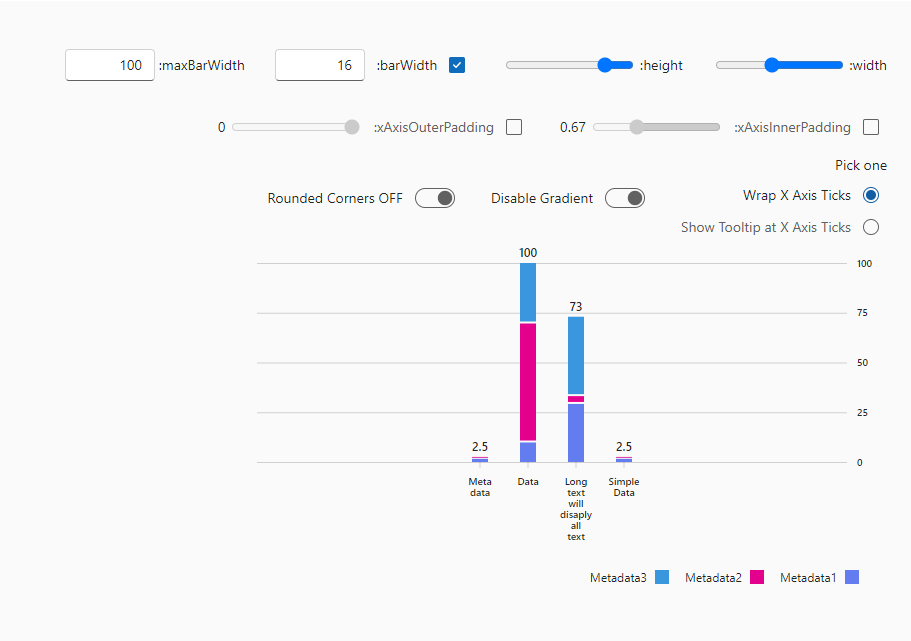 100 :maxBarWidth 16 :barWidth :height :width
0 :xAxisOuterPadding 0.67 :xAxisInnerPadding
Pick one
Rounded Corners OFF Disable Gradient Wrap X Axis Ticks
Show Tooltip at X Axis Ticks
100
100
73
75
50
25
2.5
2.5
0
Meta
data
Data
Long
text
will
disaply
all
text
Simple
Data
Metadata3 Metadata2 Metadata1